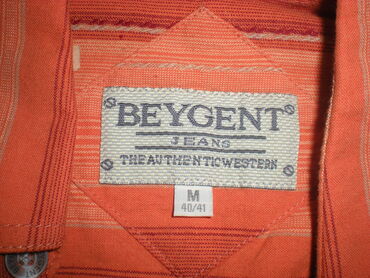 BEYGENT
JEANS
THE AUTHENTIC WESTERN
M
40/41